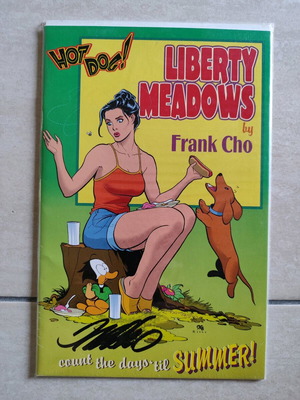 HOT DOG!
LIBERTY
MEADOWS
by
Frank Cho
count the days 'til SUMMER!